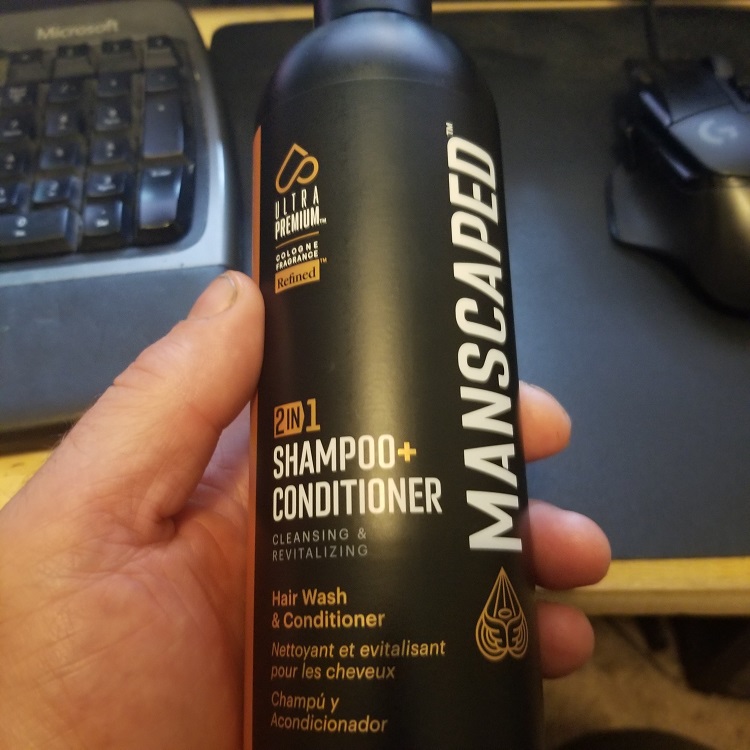 Microsoft
ULTRA
PREMIUM™
COLOGNE
FRAGRANCE™
Refined
2IN1
SHAMPOO+
CONDITIONER
CLEANSING &
REVITALIZING
Hair Wash
& Conditioner
Nettoyant et evitalisant
pour les cheveux
Champú y
Acondicionador
MANSCAPED™